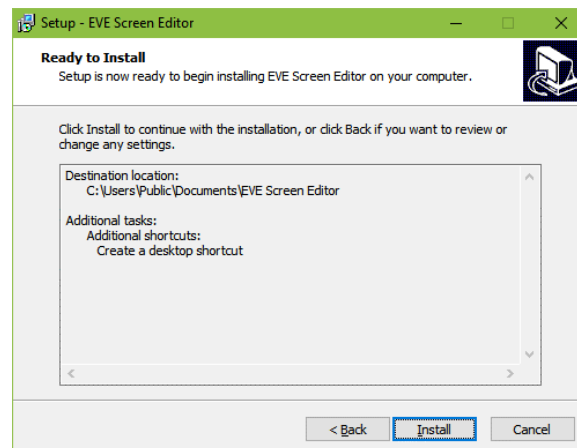 Setup - EVE Screen Editor
Ready to Install
Setup is now ready to begin installing EVE Screen Editor on your computer.
Click Install to continue with the installation, or click Back if you want to review or
change any settings.
Destination location:
C:\Users\Public\Documents\EVE Screen Editor
Additional tasks:
Additional shortcuts:
Create a desktop shortcut
< Back
Install
Cancel